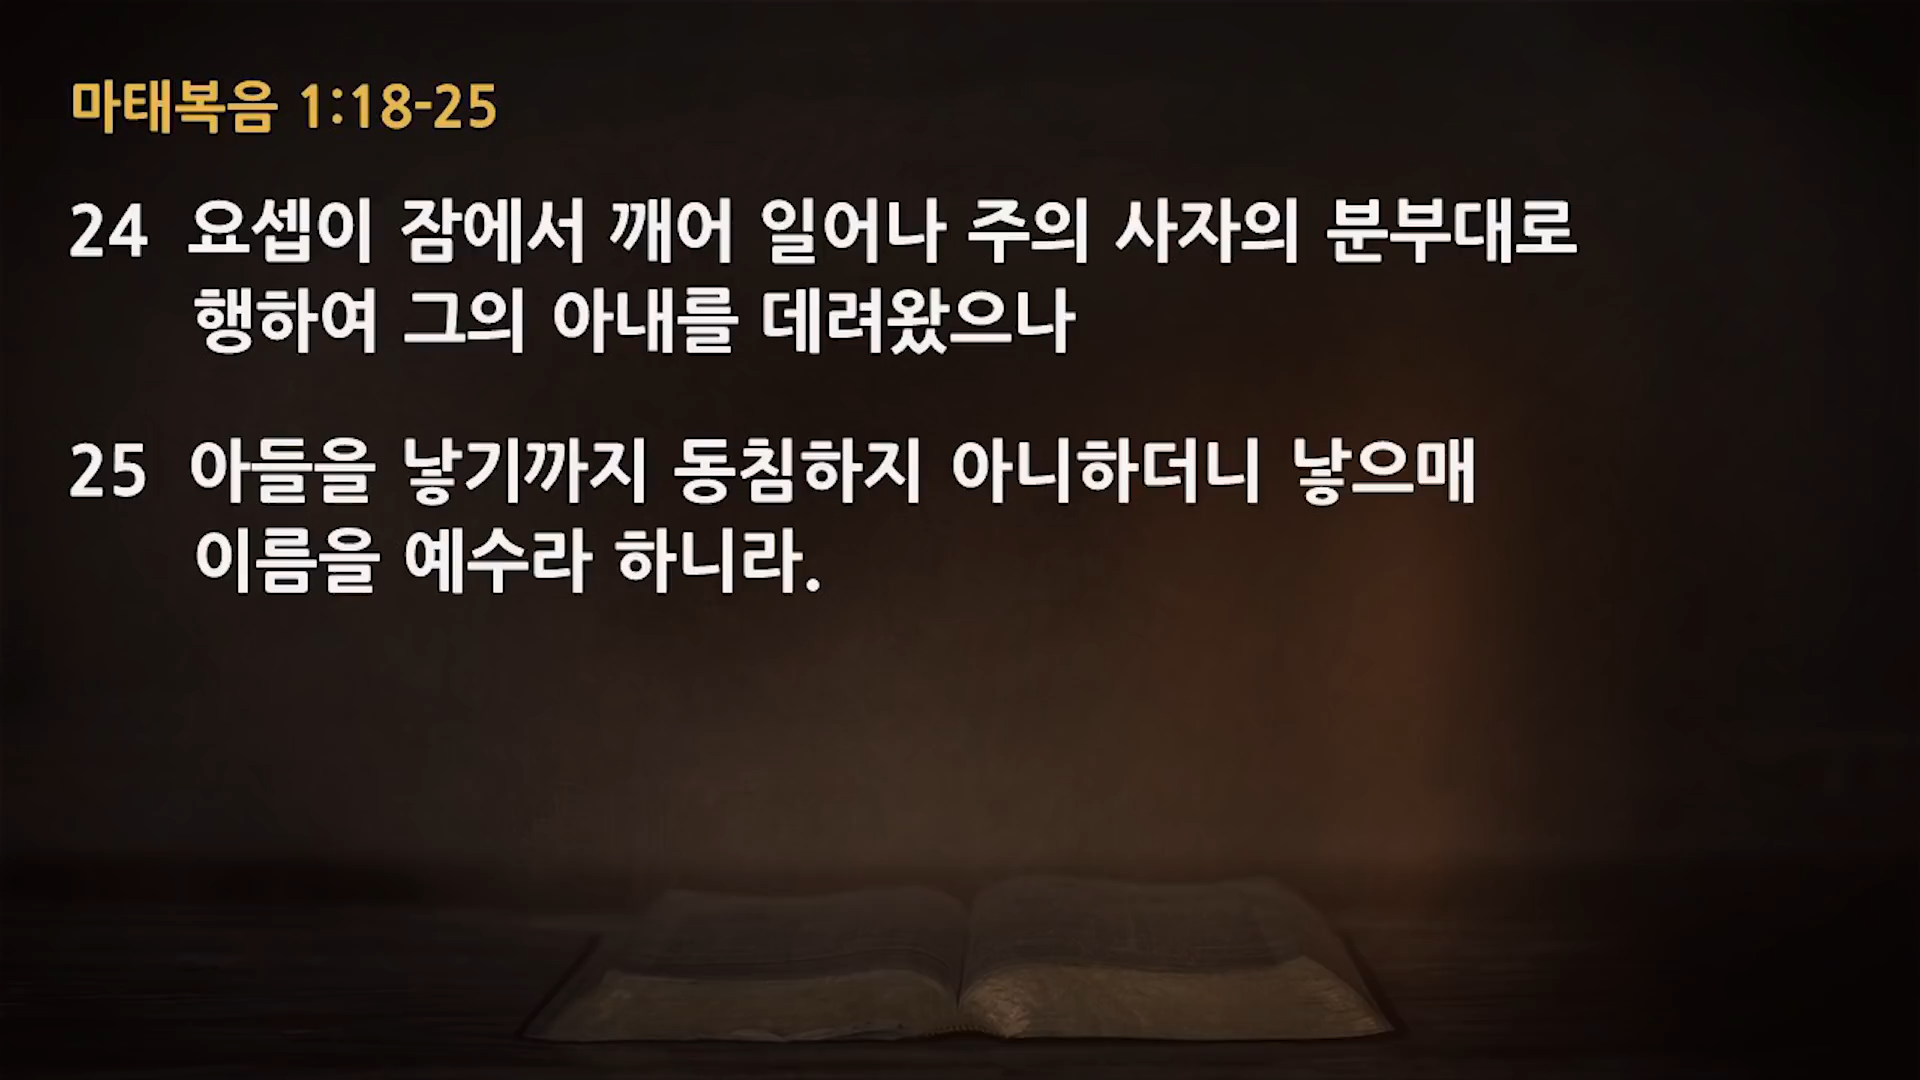 마태복음 1:18-25
24 요셉이 잠에서 깨어 일어나 주의 사자의 분부대로
행하여 그의 아내를 데려왔으나
25 아들을 낳기까지 동침하지 아니하더니 낳으매
이름을 예수라 하니라.